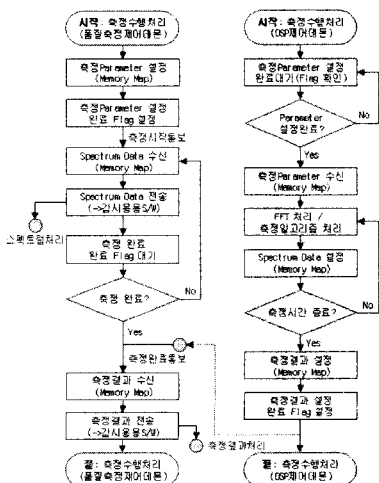 시작: 측정수행처리
(품질측정제어데몬)
측정Parameter 설정
(Memory Map)
측정Parameter 설정
완료 Flag 설정
측정시작통보
Spectrum Data 수신
(Memory Map)
Spectrum Data 전송
(->감시응용S/W)
스펙트럼처리
측정 완료
완료 Flag 대기
측정 완료?
No
Yes
측정완료통보
측정결과 수신
(Memory Map)
측정결과 전송
(->감시응용S/W)
측정결과처리
끝: 측정수행처리
(품질측정제어데몬)
시작: 측정수행처리
(DSP제어데몬)
측정Parameter 설정
완료대기(Flag 확인)
Parameter
설정완료?
No
Yes
측정Parameter 수신
(Memory Map)
FFT 처리 /
측정알고리즘 처리
Spectrum Data 설정
(Memory Map)
측정시간 종료?
No
Yes
측정결과 설정
(Memory Map)
측정결과 설정
완료 Flag 설정
끝: 측정수행처리
(DSP제어데몬)